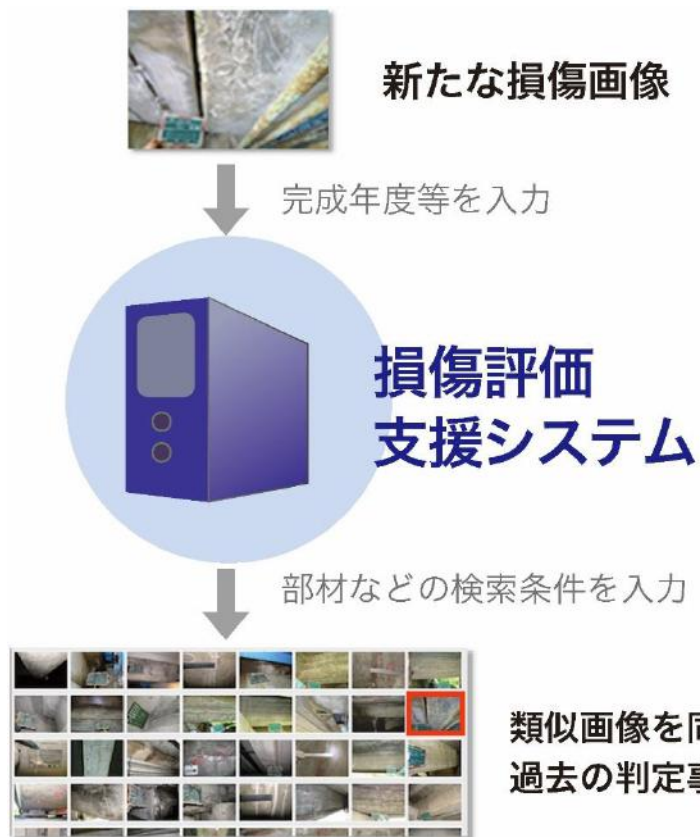 新たな損傷画像
完成年度等を入力
損傷評価
支援システム
部材などの検索条件を入力
類似画像を
過去の判定